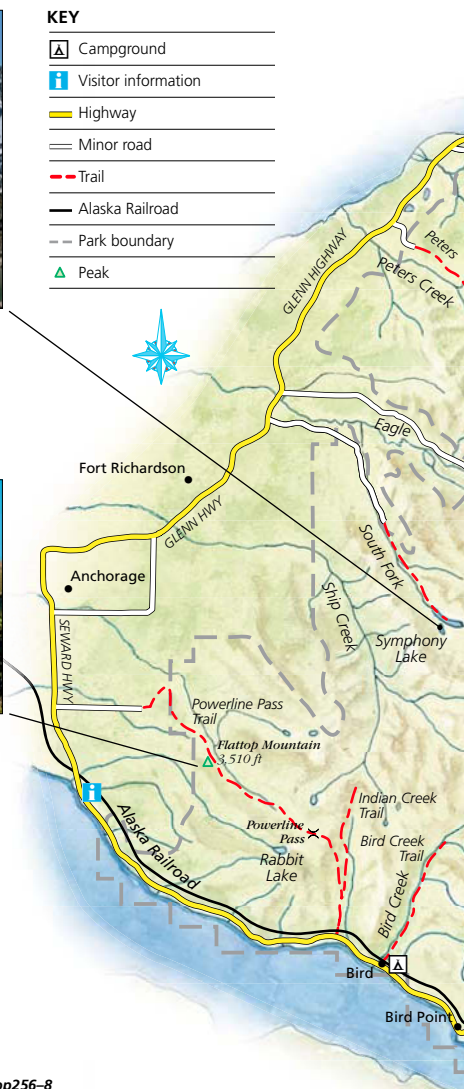 KEY
Campground
Visitor information
Highway
Minor road
Trail
Alaska Railroad
Park boundary
Peak
GLENN HIGHWAY
Peters
Peters Creek
Eagle
Fort Richardson
GLENN HWY
South Fork
Anchorage
Ship Creek
SEWARD HWY
Symphony
Lake
Powerline Pass
Trail
Flattop Mountain
3,510 ft
Indian Creek
Trail
Powerline
Pass
Bird Creek
Trail
Rabbit
Lake
Alaska Railroad
Bird Creek
Bird
Bird Point
op256–8